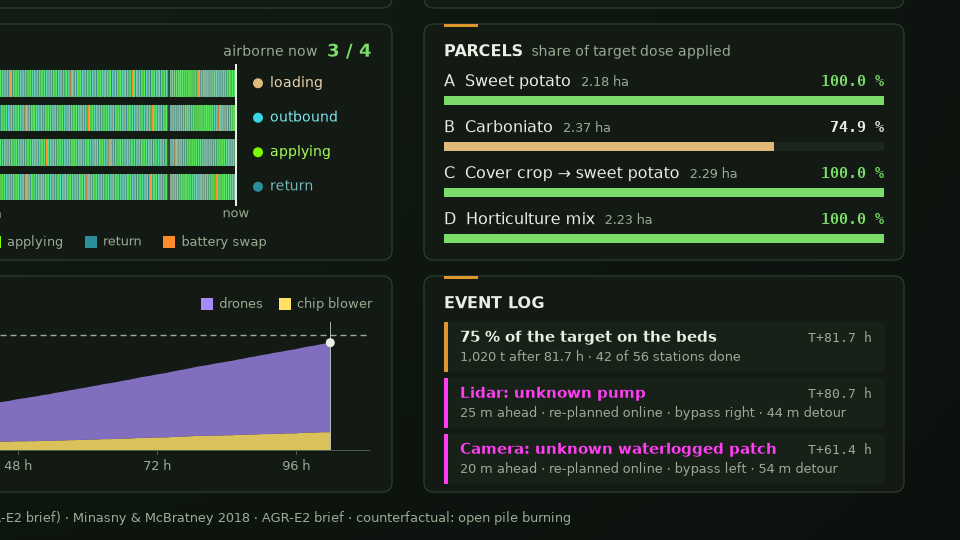 airborne now 3 / 4
loading
outbound
applying
return
now
applying return battery swap
PARCELS share of target dose applied
A Sweet potato 2.18 ha 100.0 %
B Carboniato 2.37 ha 74.9 %
C Cover crop → sweet potato 2.29 ha 100.0 %
D Horticulture mix 2.23 ha 100.0 %
drones chip blower
48 h 72 h 96 h
EVENT LOG
75 % of the target on the beds T+81.7 h
1,020 t after 81.7 h · 42 of 56 stations done
Lidar: unknown pump T+80.7 h
25 m ahead · re-planned online · bypass right · 44 m detour
Camera: unknown waterlogged patch T+61.4 h
20 m ahead · re-planned online · bypass left · 54 m detour
-E2 brief) · Minasny & McBratney 2018 · AGR-E2 brief · counterfactual: open pile burning